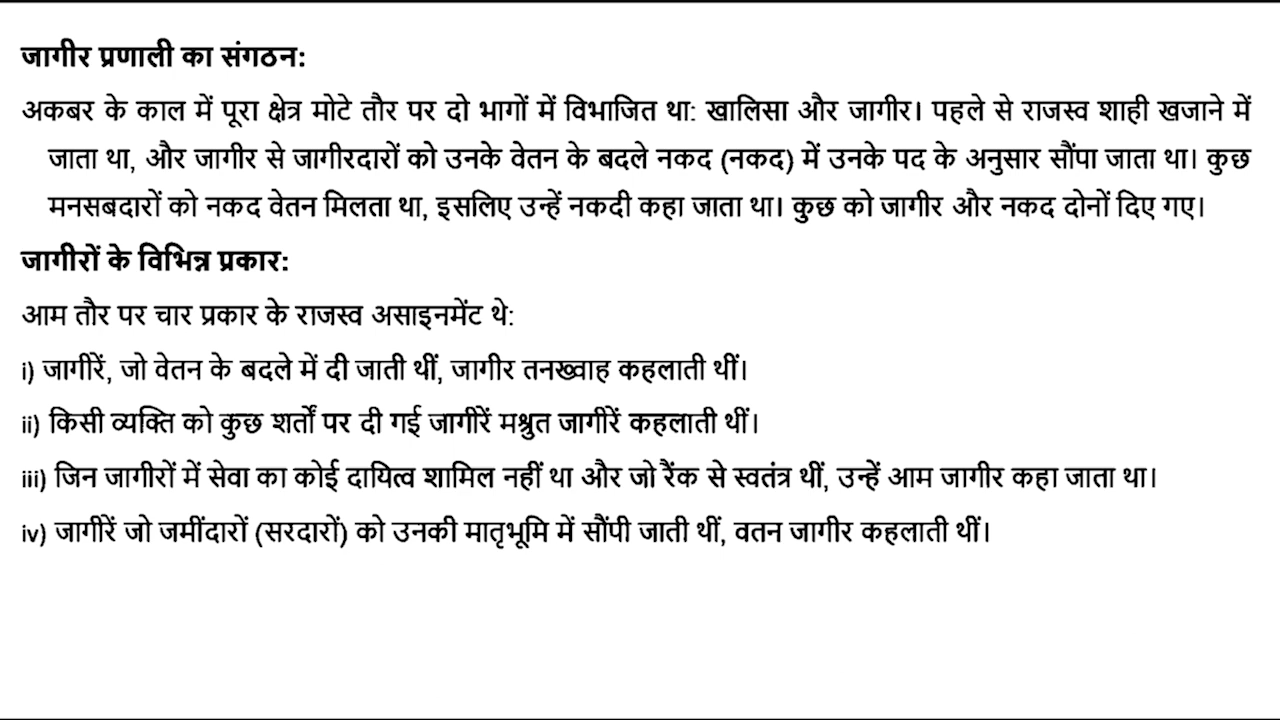 जागीर प्रणाली का संगठन:
अकबर के काल में पूरा क्षेत्र मोटे तौर पर दो भागों में विभाजित था: खालिसा और जागीर। पहले से राजस्व शाही खजाने में
जाता था, और जागीर से जागीरदारों को उनके वेतन के बदले नकद (नकद) में उनके पद के अनुसार सौंपा जाता था। कुछ
मनसबदारों को नकद वेतन मिलता था, इसलिए उन्हें नकदी कहा जाता था। कुछ को जागीर और नकद दोनों दिए गए।
जागीरों के विभिन्न प्रकार:
आम तौर पर चार प्रकार के राजस्व असाइनमेंट थे:
i) जागीरें, जो वेतन के बदले में दी जाती थीं, जागीर तनख्वाह कहलाती थीं।
ii) किसी व्यक्ति को कुछ शर्तों पर दी गई जागीरें मश्रुत जागीरें कहलाती थीं।
iii) जिन जागीरों में सेवा का कोई दायित्व शामिल नहीं था और जो रैंक से स्वतंत्र थीं, उन्हें आम जागीर कहा जाता था।
iv) जागीरें जो जमींदारों (सरदारों) को उनकी मातृभूमि में सौंपी जाती थीं, वतन जागीर कहलाती थीं।